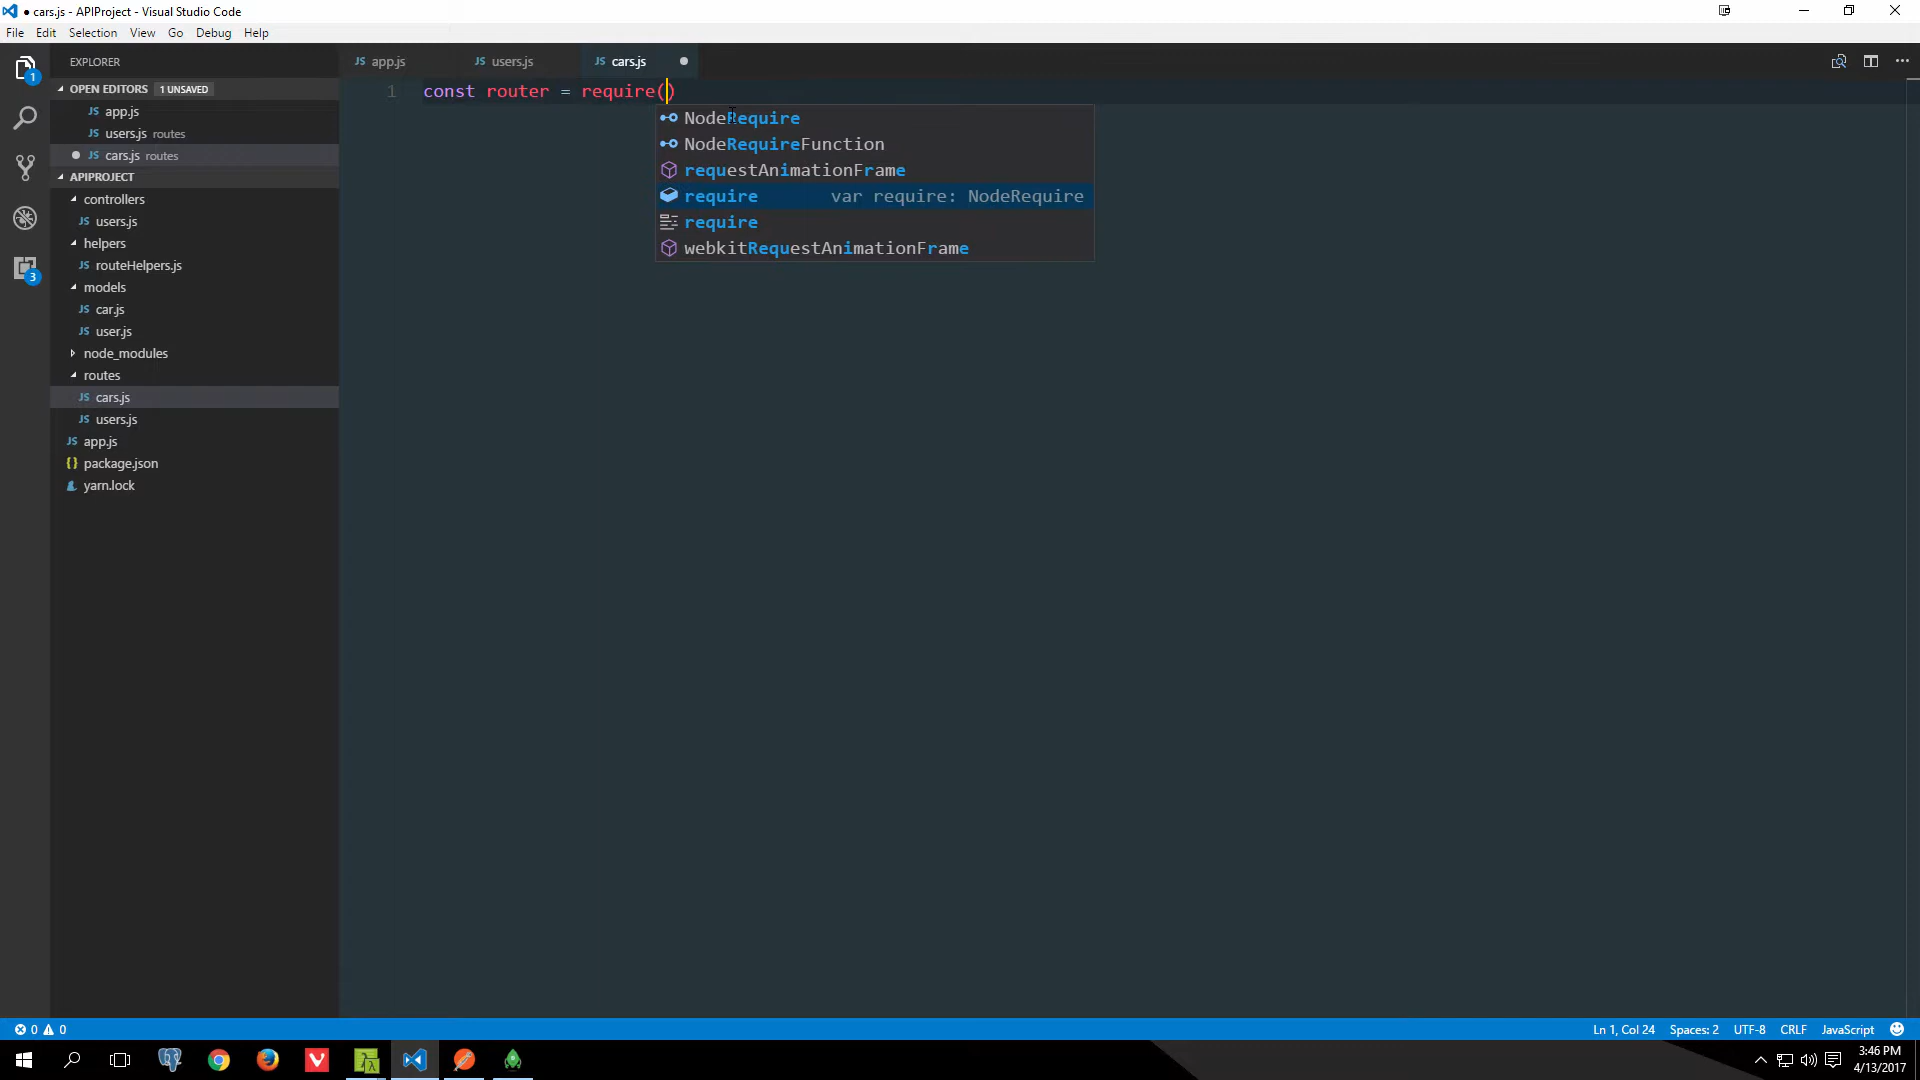 ● cars.js - APIProject - Visual Studio Code
File Edit Selection View Go Debug Help
EXPLORER
OPEN EDITORS 1 UNSAVED
JS app.js
JS users.js routes
● JS cars.js routes
APIPROJECT
controllers
JS users.js
helpers
JS routeHelpers.js
models
JS car.js
JS user.js
node_modules
routes
JS cars.js
JS users.js
JS app.js
{} package.json
yarn.lock
1
3
JS app.js JS users.js JS cars.js ●
1 const router = require()
NodeRequire
NodeRequireFunction
requestAnimationFrame
require var require: NodeRequire
require
webkitRequestAnimationFrame
0 0 Ln 1, Col 24 Spaces: 2 UTF-8 CRLF JavaScript
3:46 PM
4/13/2017